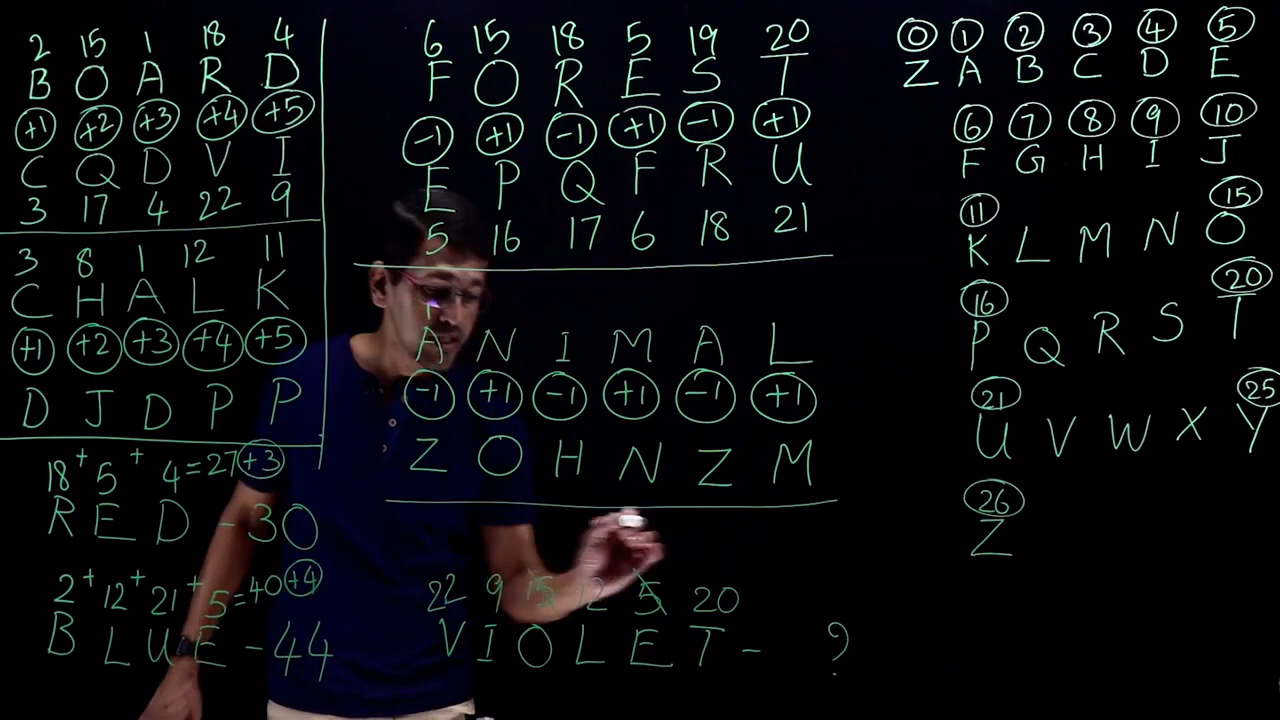 2 15 1 18 4
B O A R D
+1 +2 +3 +4 +5
C Q D V I
3 17 4 22 9
3 8 1 12 11
C H A L K
+1 +2 +3 +4 +5
D J D P P
18 + 5 + 4 = 27 +3
R E D - 30
2 + 12 + 21 + 5 = 40 +4
B L U E - 44
6 15 18 5 19 20
F O R E S T
-1 +1 -1 +1 -1 +1
E P Q F R U
5 16 17 6 18 21
A N I M A L
-1 +1 -1 +1 -1 +1
Z O H N Z M
22 9 15 12 5 20
V I O L E T - ?
0 1 2 3 4 5
Z A B C D E
6 7 8 9 10
F G H I J
11 15
K L M N O
16 20
P Q R S T
21 25
U V W X Y
26
Z